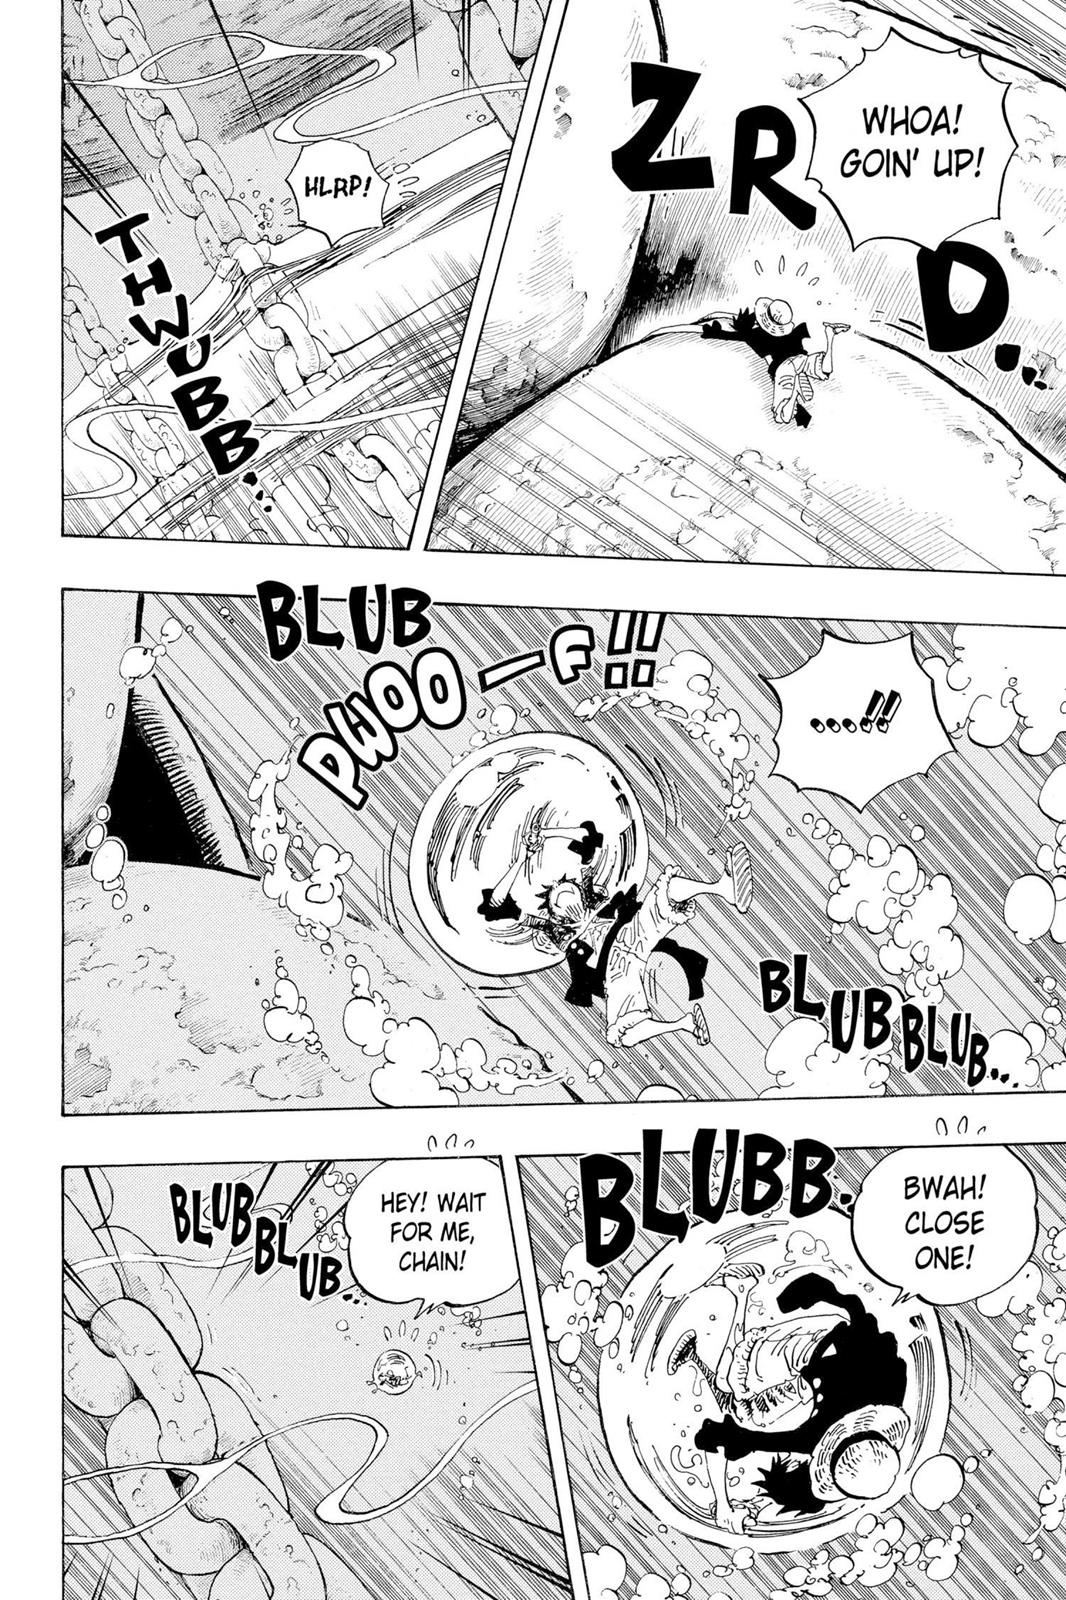 WHOA!
GOIN' UP!
ZRRD...
HLRP!
THWUBB...
....!!
BLUB
PWOO—F!!
BLUB BLUB...
BLUBB..
BWAH!
CLOSE
ONE!
HEY! WAIT
FOR ME,
CHAIN!
BLUB BLUB...